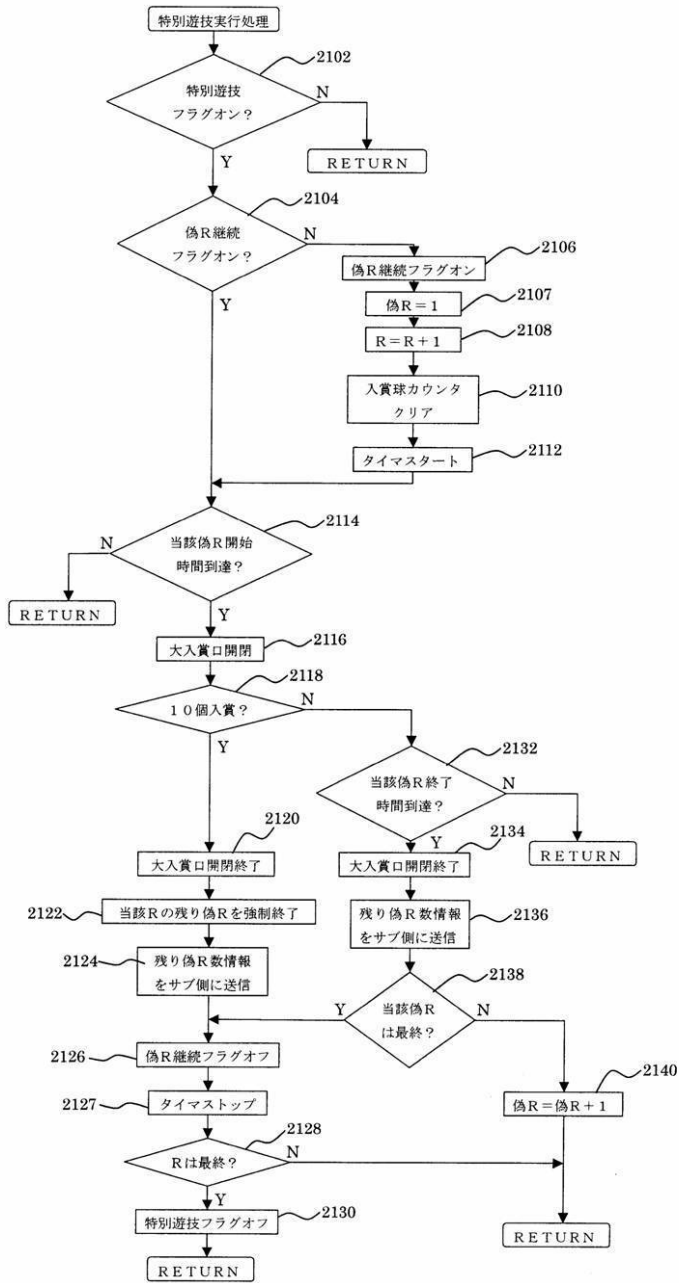 特別遊技実行処理
2102
特別遊技
フラグオン？
N
Y
RETURN
2104
偽R継続
フラグオン？
N
Y
2106
偽R継続フラグオン
2107
偽R＝1
2108
R＝R＋1
2110
入賞球カウンタ
クリア
2112
タイマスタート
2114
当該偽R開始
時間到達？
N
Y
RETURN
2116
大入賞口開閉
2118
10個入賞？
N
Y
2132
当該偽R終了
時間到達？
N
Y
RETURN
2120
大入賞口開閉終了
2134
大入賞口開閉終了
2122
当該Rの残り偽Rを強制終了
2136
残り偽R数情報
をサブ側に送信
2124
残り偽R数情報
をサブ側に送信
2138
当該偽R
は最終？
Y
N
2126
偽R継続フラグオフ
2140
偽R＝偽R＋1
2127
タイマストップ
2128
Rは最終？
N
Y
2130
特別遊技フラグオフ
RETURN
RETURN